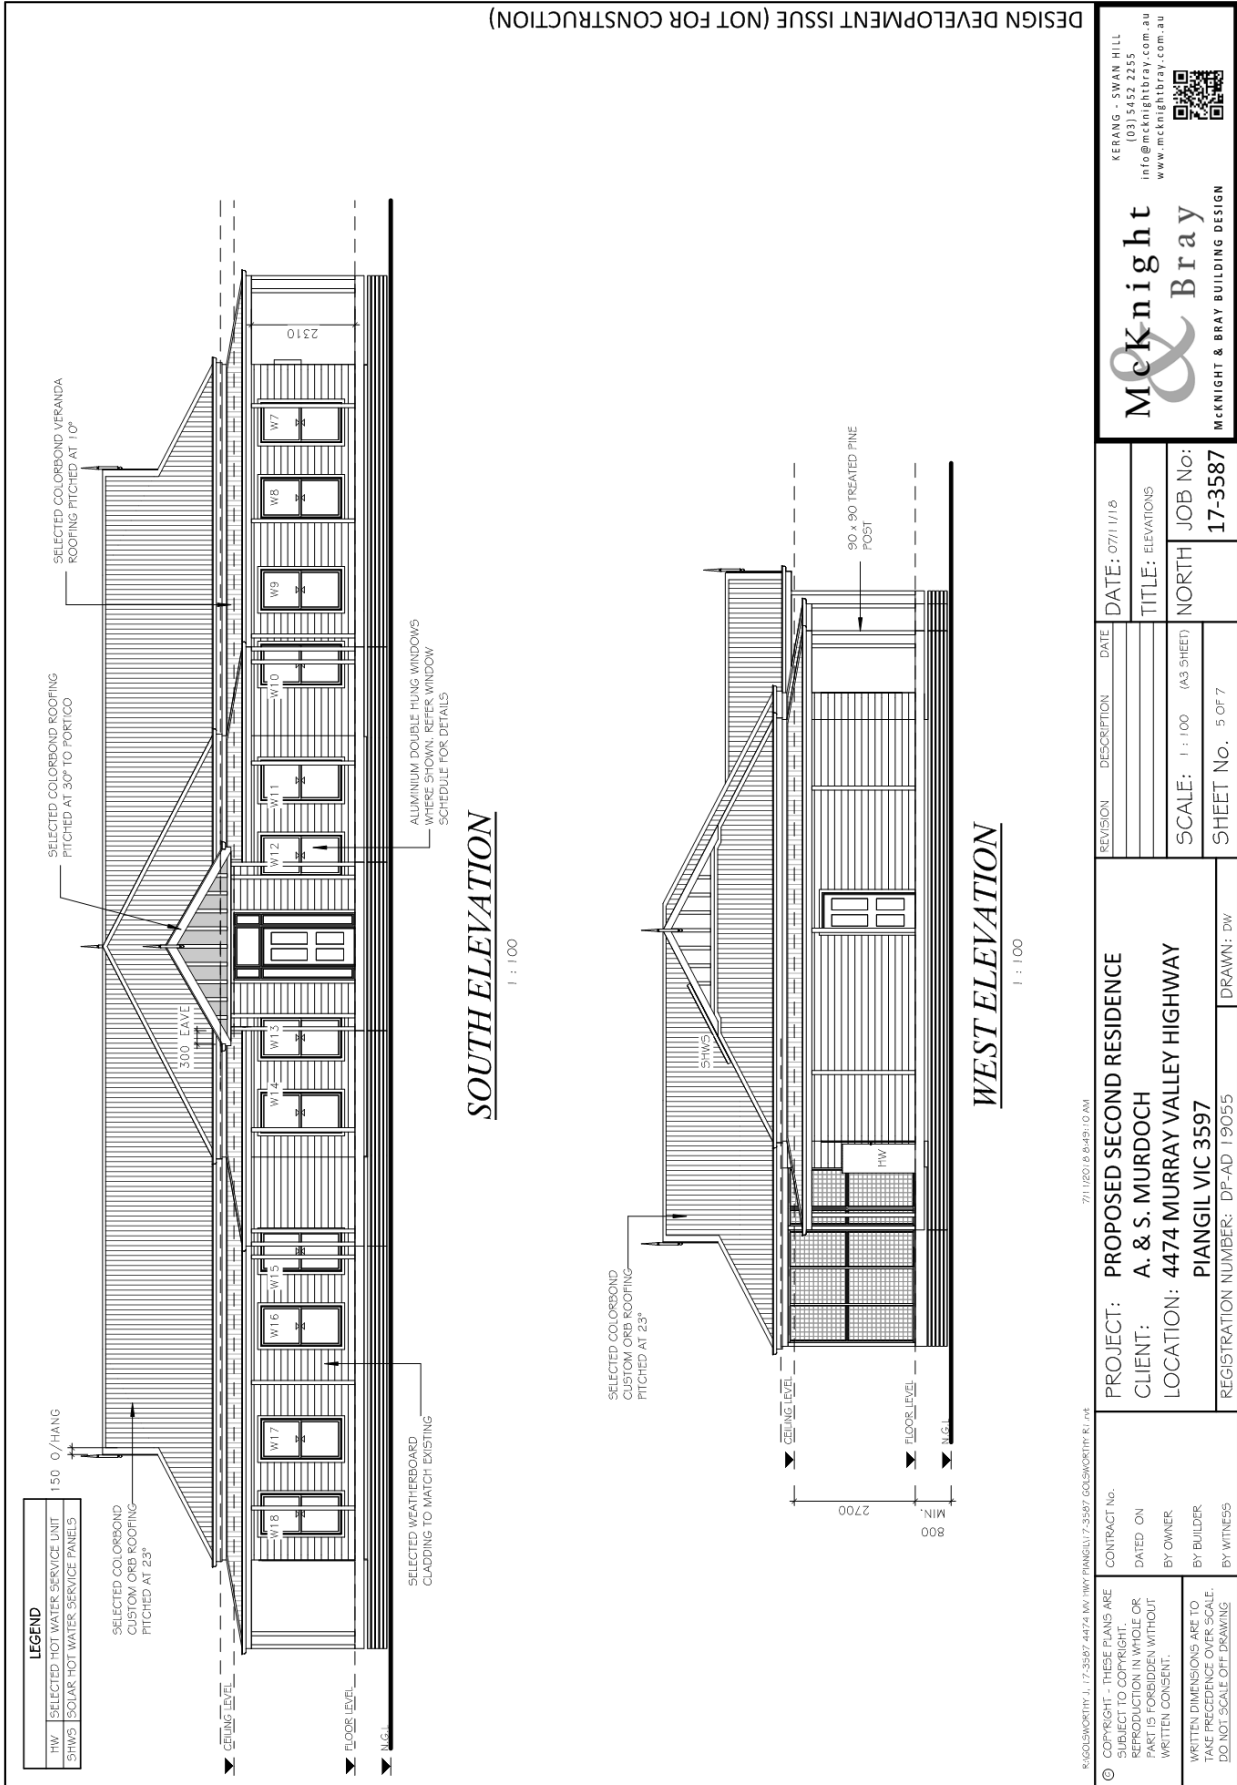 DESIGN DEVELOPMENT ISSUE (NOT FOR CONSTRUCTION)
LEGEND
HW SELECTED HOT WATER SERVICE UNIT
SHWS SOLAR HOT WATER SERVICE PANELS
150 O/HANG
SELECTED COLORBOND
CUSTOM ORB ROOFING
PITCHED AT 23°
300 EAVE
SELECTED COLORBOND ROOFING
PITCHED AT 30° TO PORTICO
SELECTED COLORBOND VERANDA
ROOFING PITCHED AT 10°
CEILING LEVEL
FLOOR LEVEL
N.G.L
W18
W17
W16
W15
W14
W13
W12
W11
W10
W9
W8
W7
2310
SELECTED WEATHERBOARD
CLADDING TO MATCH EXISTING
ALUMINIUM DOUBLE HUNG WINDOWS
WHERE SHOWN. REFER WINDOW
SCHEDULE FOR DETAILS
SOUTH ELEVATION
1 : 100
SELECTED COLORBOND
CUSTOM ORB ROOFING
PITCHED AT 23°
SHWS
HW
90 x 90 TREATED PINE
POST
CEILING LEVEL
FLOOR LEVEL
N.G.L
2700
800
MIN.
WEST ELEVATION
1 : 100
7/11/2018 8:49:10 AM
© COPYRIGHT - THESE PLANS ARE
SUBJECT TO COPYRIGHT.
REPRODUCTION IN WHOLE OR
PART IS FORBIDDEN WITHOUT
WRITTEN CONSENT.
WRITTEN DIMENSIONS ARE TO
TAKE PRECEDENCE OVER SCALE.
DO NOT SCALE OFF DRAWING
CONTRACT No.
DATED ON
BY OWNER
BY BUILDER
BY WITNESS
PROJECT: PROPOSED SECOND RESIDENCE
CLIENT: A. & S. MURDOCH
LOCATION: 4474 MURRAY VALLEY HIGHWAY
PIANGIL VIC 3597
REGISTRATION NUMBER: DP-AD 19055
DRAWN: DW
REVISION DESCRIPTION DATE
SCALE: 1 : 100 (A3 SHEET)
SHEET No. 5 OF 7
DATE: 07/11/18
TITLE: ELEVATIONS
NORTH
JOB No:
17-3587
McKnight
& Bray
McKNIGHT & BRAY BUILDING DESIGN
KERANG - SWAN HILL
(03) 5452 2255
info@mcknightbray.com.au
www.mcknightbray.com.au